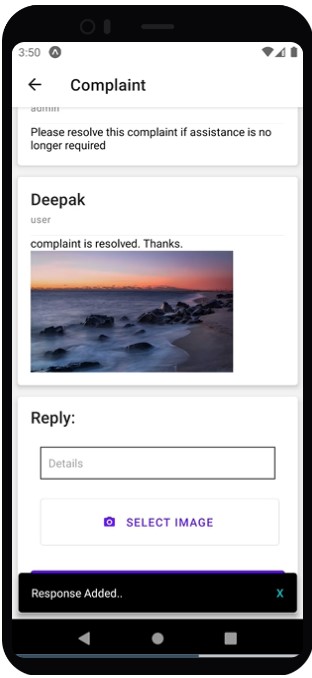 3:50
Complaint
admin
Please resolve this complaint if assistance is no
longer required
Deepak
user
complaint is resolved. Thanks.
Reply:
Details
SELECT IMAGE
Response Added..
X